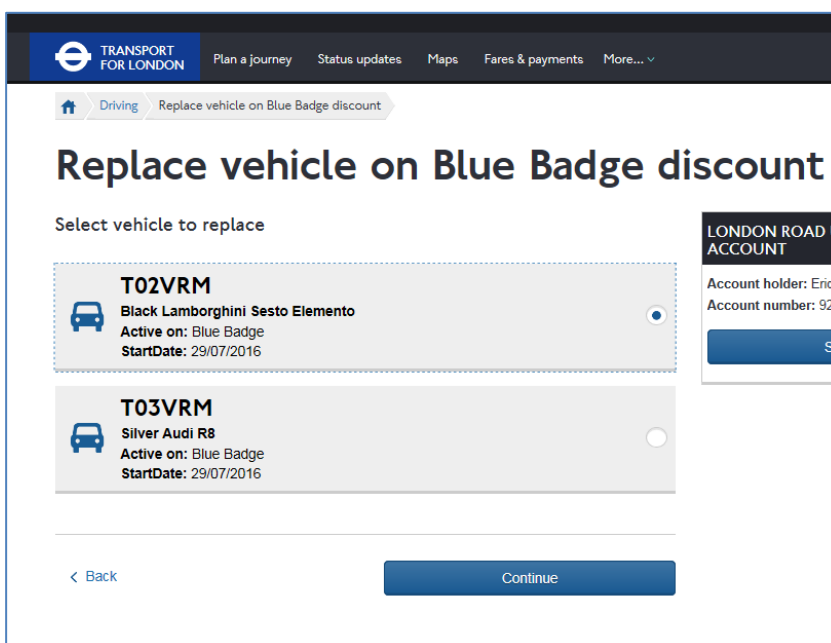 TRANSPORT
FOR LONDON
Plan a journey Status updates Maps Fares & payments More...
Driving Replace vehicle on Blue Badge discount
Replace vehicle on Blue Badge discount
Select vehicle to replace
T02VRM
Black Lamborghini Sesto Elemento
Active on: Blue Badge
StartDate: 29/07/2016
T03VRM
Silver Audi R8
Active on: Blue Badge
StartDate: 29/07/2016
Back
Continue
LONDON ROAD
ACCOUNT
Account holder:
Account number: 92